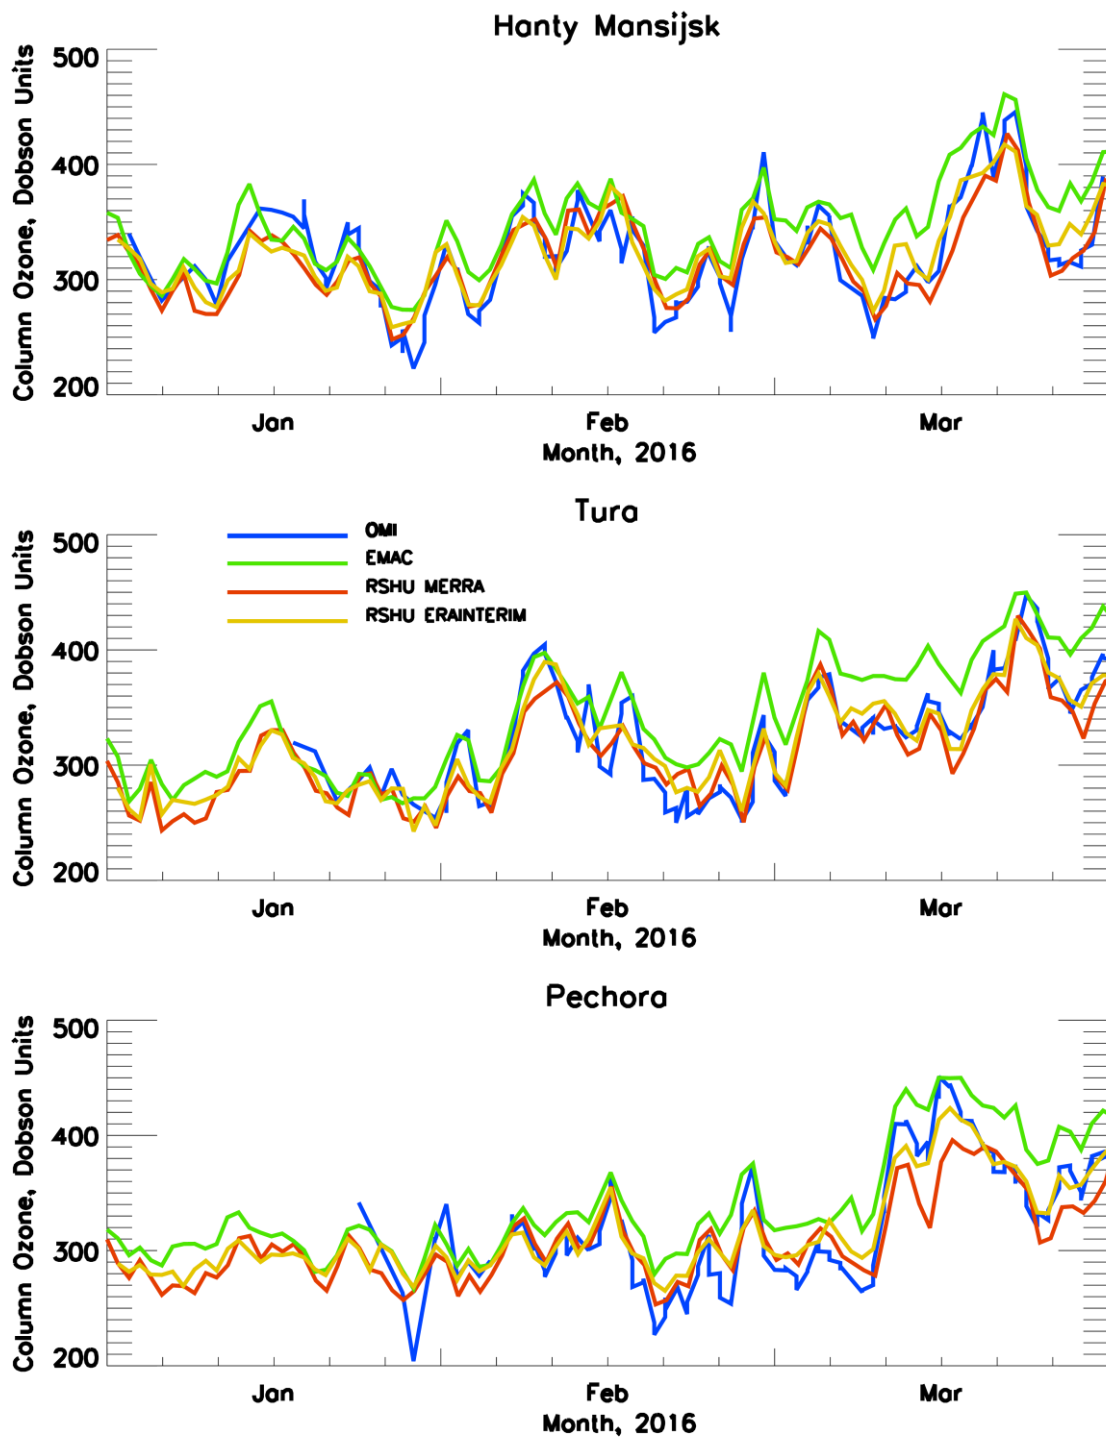 Hanty Mansijsk
Column Ozone, Dobson Units
500
400
300
200
Jan Feb Mar
Month, 2016
Tura
Column Ozone, Dobson Units
500
400
300
200
OMI
EMAC
RSHU MERRA
RSHU ERAINTERIM
Jan Feb Mar
Month, 2016
Pechora
Column Ozone, Dobson Units
500
400
300
200
Jan Feb Mar
Month, 2016